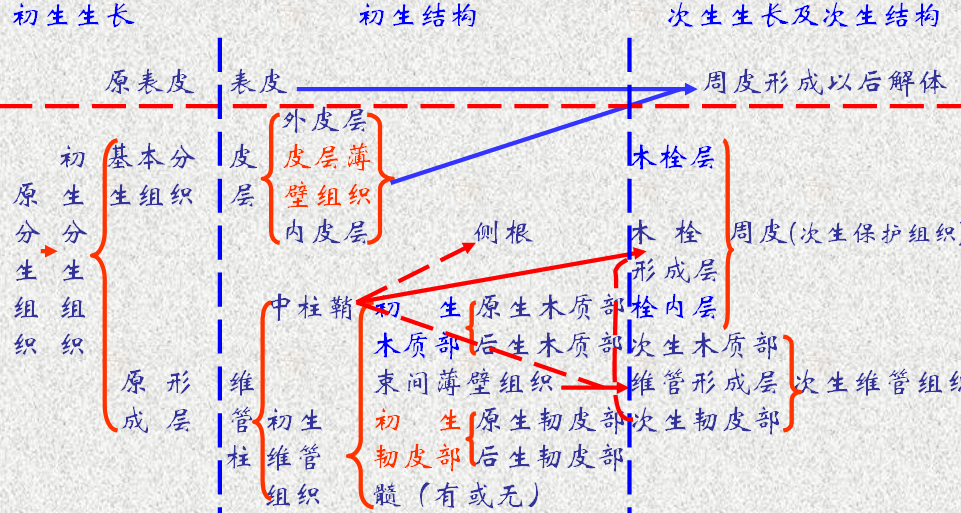 初生生长 初生结构 次生生长及次生结构
原表皮 表皮 周皮形成以后解体
外皮层
初 基本分 皮 皮层薄 木栓层
原 生 生组织 层 壁组织
分 分 内皮层 侧根 木 栓 周皮(次生保护组织)
生 生 形成层
组 组 中柱鞘 初 生 原生木质部 栓内层
织 织 木质部 后生木质部 次生木质部
原 形 维 束间薄壁组织 维管形成层 次生维管组织
成 层 管 初生 初 生 原生韧皮部 次生韧皮部
柱 维管 韧皮部 后生韧皮部
组织 髓（有或无）